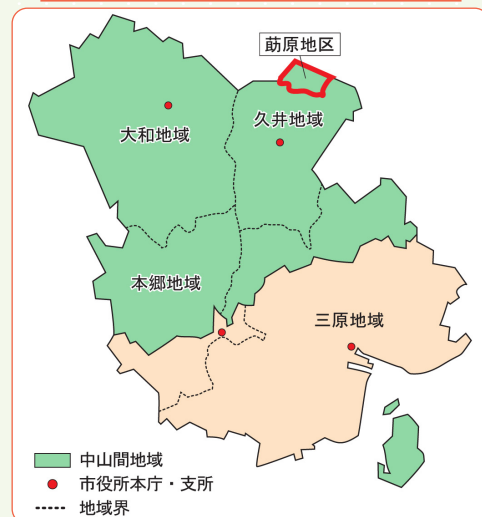 莇原地区
大和地域
久井地域
本郷地域
三原地域
中山間地域
市役所本庁・支所
地域界